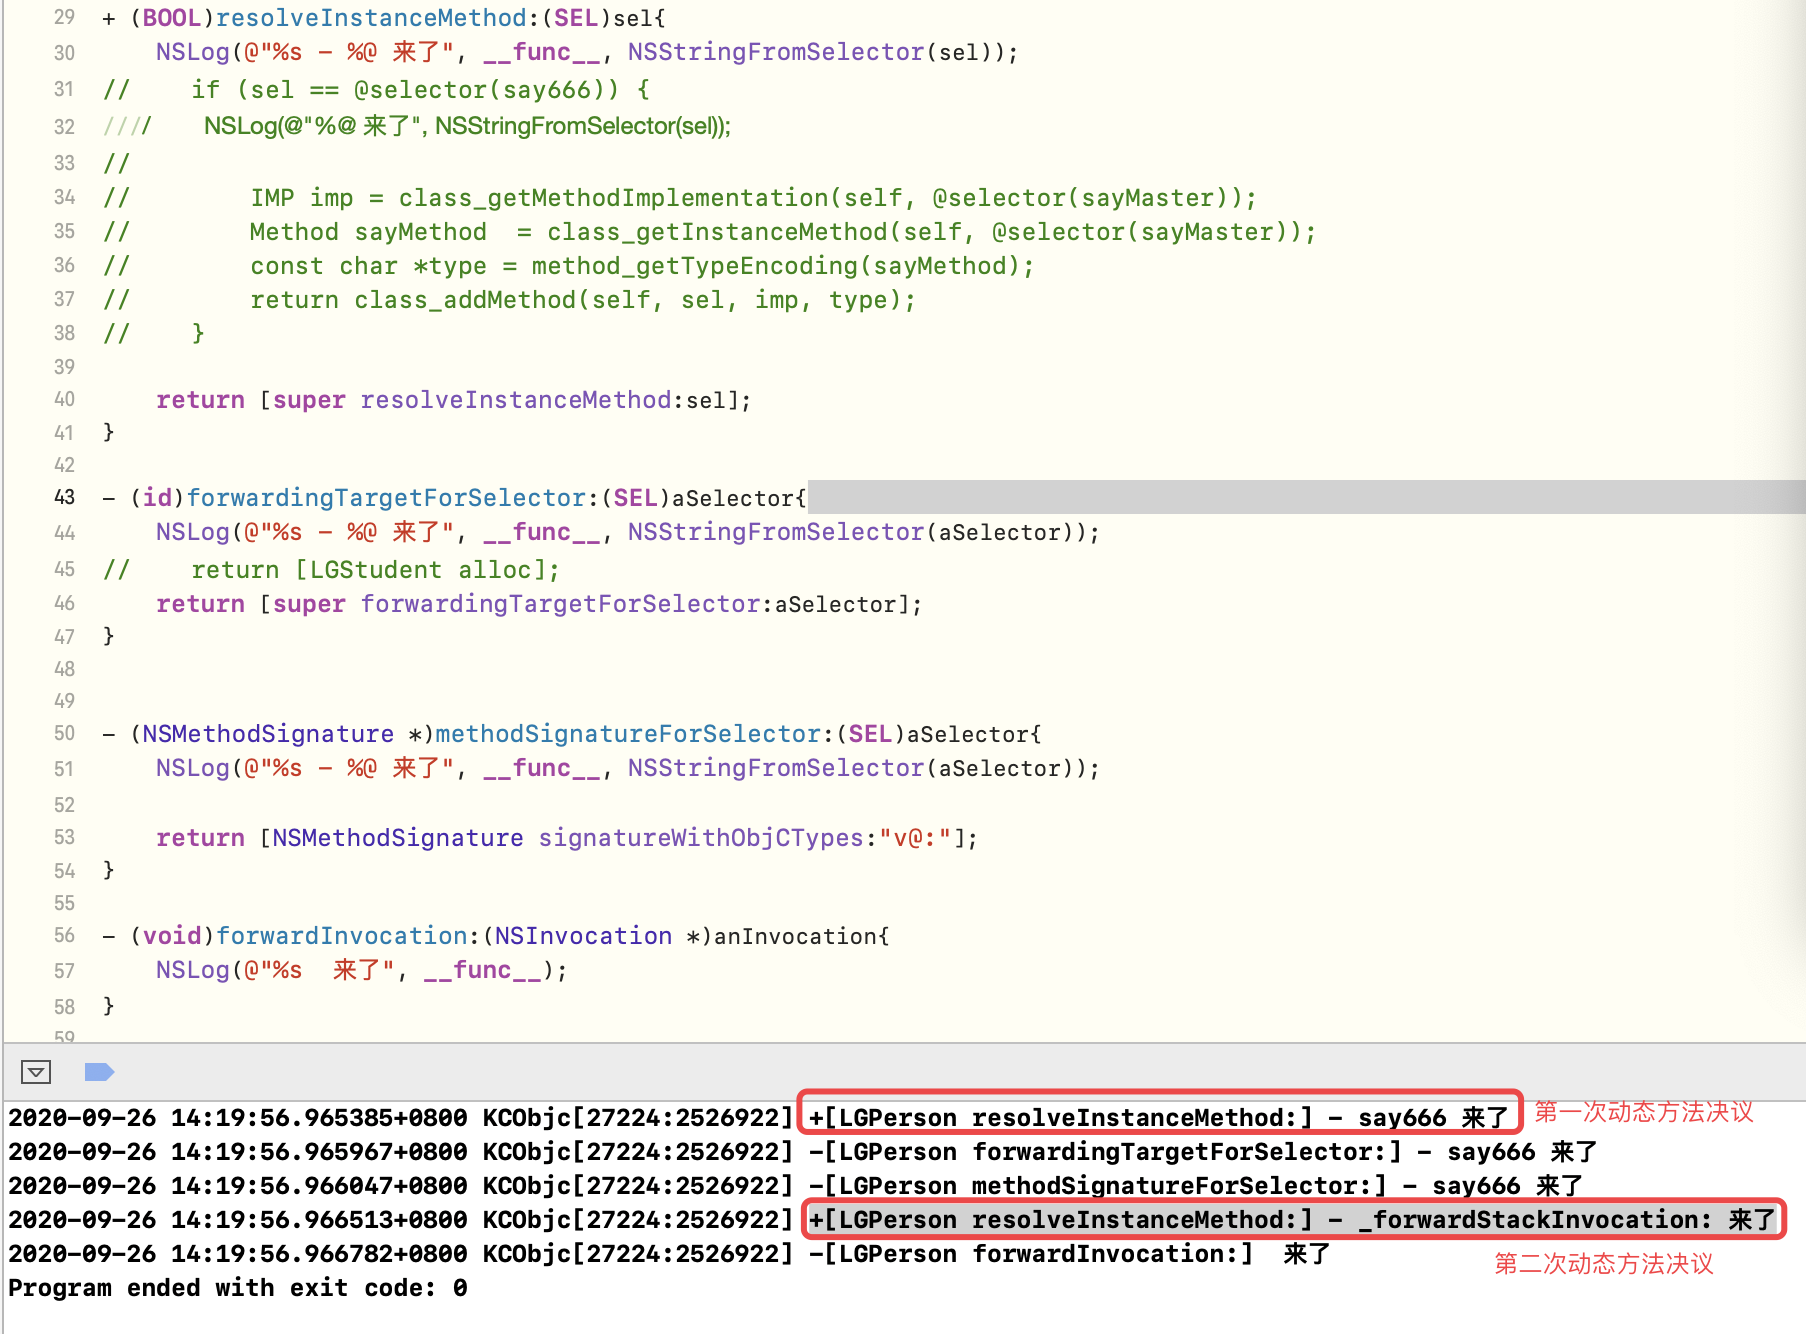 29 + (BOOL)resolveInstanceMethod:(SEL)sel{
30 NSLog(@"%s - %@ 来了", __func__, NSStringFromSelector(sel));
31 // if (sel == @selector(say666)) {
32 //// NSLog(@"%@ 来了", NSStringFromSelector(sel));
33 //
34 // IMP imp = class_getMethodImplementation(self, @selector(sayMaster));
35 // Method sayMethod = class_getInstanceMethod(self, @selector(sayMaster));
36 // const char *type = method_getTypeEncoding(sayMethod);
37 // return class_addMethod(self, sel, imp, type);
38 // }
39
40 return [super resolveInstanceMethod:sel];
41 }
42
43 - (id)forwardingTargetForSelector:(SEL)aSelector{
44 NSLog(@"%s - %@ 来了", __func__, NSStringFromSelector(aSelector));
45 // return [LGStudent alloc];
46 return [super forwardingTargetForSelector:aSelector];
47 }
48
49
50 - (NSMethodSignature *)methodSignatureForSelector:(SEL)aSelector{
51 NSLog(@"%s - %@ 来了", __func__, NSStringFromSelector(aSelector));
52
53 return [NSMethodSignature signatureWithObjCTypes:"v@:"];
54 }
55
56 - (void)forwardInvocation:(NSInvocation *)anInvocation{
57 NSLog(@"%s 来了", __func__);
58 }
59
2020-09-26 14:19:56.965385+0800 KCObjc[27224:2526922] +[LGPerson resolveInstanceMethod:] - say666 来了 第一次动态方法决议
2020-09-26 14:19:56.965967+0800 KCObjc[27224:2526922] -[LGPerson forwardingTargetForSelector:] - say666 来了
2020-09-26 14:19:56.966047+0800 KCObjc[27224:2526922] -[LGPerson methodSignatureForSelector:] - say666 来了
2020-09-26 14:19:56.966513+0800 KCObjc[27224:2526922] +[LGPerson resolveInstanceMethod:] - _forwardStackInvocation: 来了
2020-09-26 14:19:56.966782+0800 KCObjc[27224:2526922] -[LGPerson forwardInvocation:] 来了
第二次动态方法决议
Program ended with exit code: 0